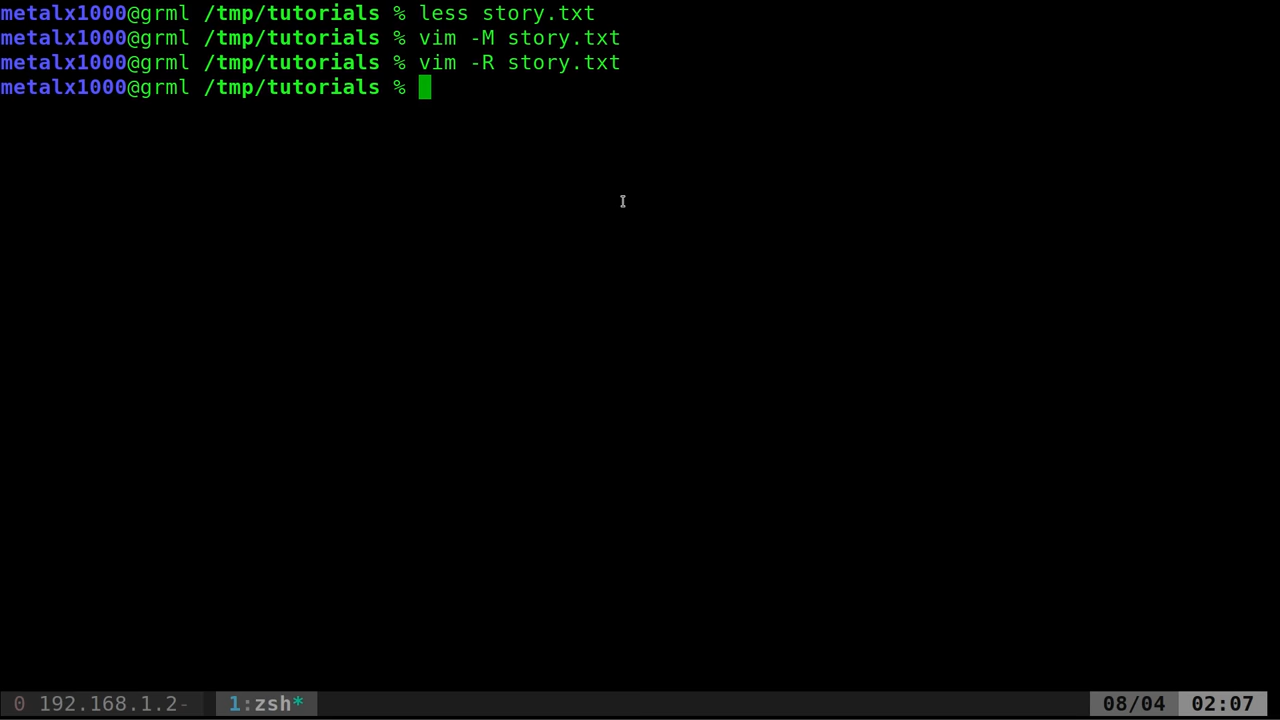 metalx1000@grml /tmp/tutorials % less story.txt
metalx1000@grml /tmp/tutorials % vim -M story.txt
metalx1000@grml /tmp/tutorials % vim -R story.txt
metalx1000@grml /tmp/tutorials %
0 192.168.1.2- 1:zsh* 08/04 02:07